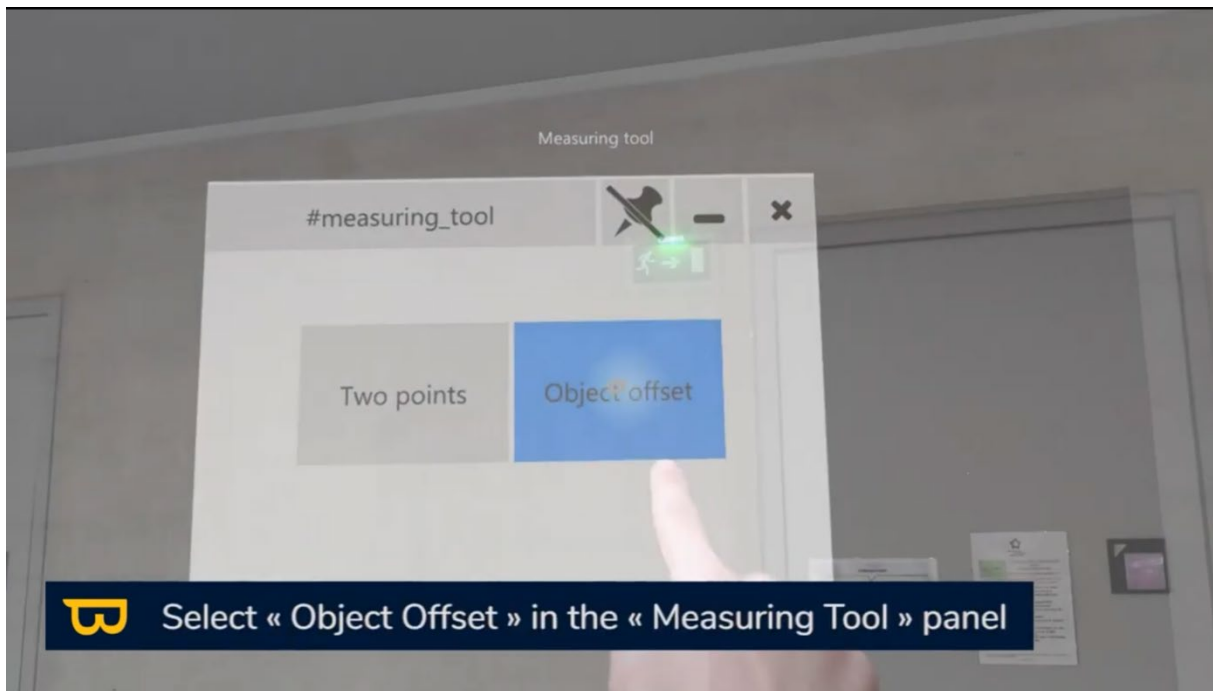 Measuring tool
#measuring_tool
Two points
Object offset
Select « Object Offset » in the « Measuring Tool » panel